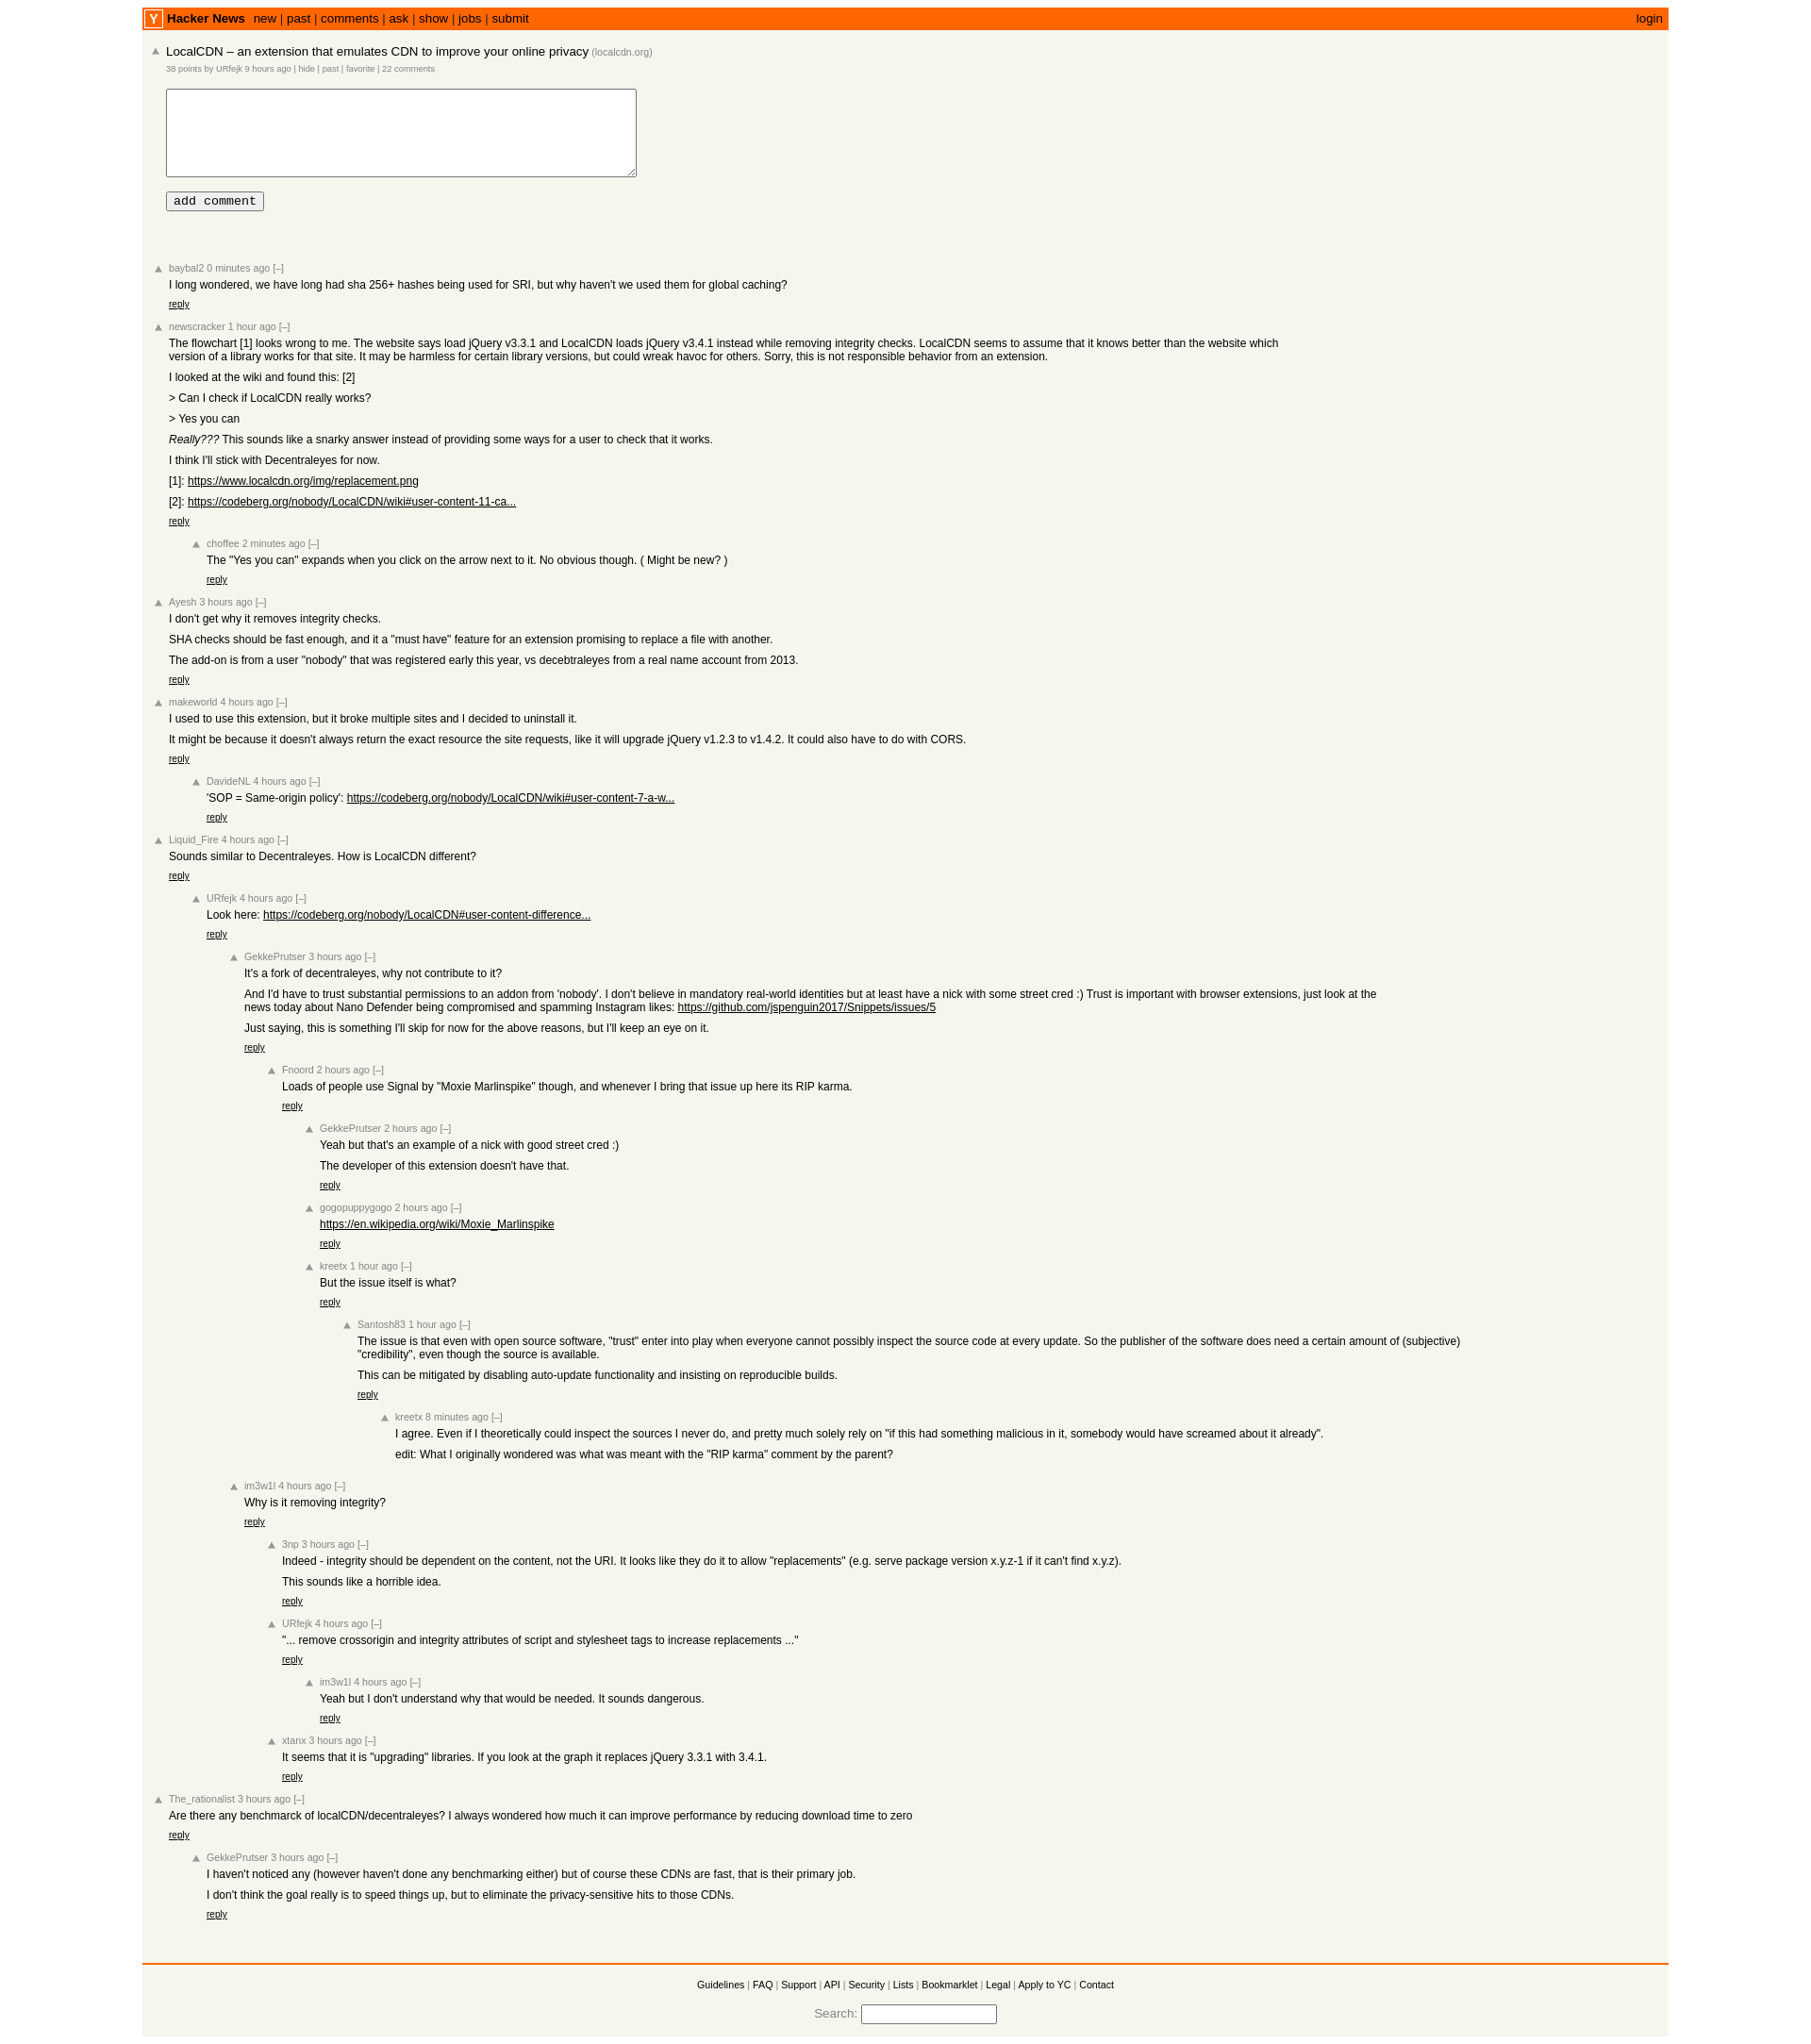 Y Hacker News new | past | comments | ask | show | jobs | submit login
LocalCDN – an extension that emulates CDN to improve your online privacy (localcdn.org)
38 points by URfejk 9 hours ago | hide | past | favorite | 22 comments
add comment
baybal2 0 minutes ago [–]
I long wondered, we have long had sha 256+ hashes being used for SRI, but why haven't we used them for global caching?
reply
newscracker 1 hour ago [–]
The flowchart [1] looks wrong to me. The website says load jQuery v3.3.1 and LocalCDN loads jQuery v3.4.1 instead while removing integrity checks. LocalCDN seems to assume that it knows better than the website which
version of a library works for that site. It may be harmless for certain library versions, but could wreak havoc for others. Sorry, this is not responsible behavior from an extension.
I looked at the wiki and found this: [2]
> Can I check if LocalCDN really works?
> Yes you can
Really??? This sounds like a snarky answer instead of providing some ways for a user to check that it works.
I think I'll stick with Decentraleyes for now.
[1]: https://www.localcdn.org/img/replacement.png
[2]: https://codeberg.org/nobody/LocalCDN/wiki#user-content-11-ca...
reply
choffee 2 minutes ago [–]
The "Yes you can" expands when you click on the arrow next to it. No obvious though. ( Might be new? )
reply
Ayesh 3 hours ago [–]
I don't get why it removes integrity checks.
SHA checks should be fast enough, and it a "must have" feature for an extension promising to replace a file with another.
The add-on is from a user "nobody" that was registered early this year, vs decebtraleyes from a real name account from 2013.
reply
makeworld 4 hours ago [–]
I used to use this extension, but it broke multiple sites and I decided to uninstall it.
It might be because it doesn't always return the exact resource the site requests, like it will upgrade jQuery v1.2.3 to v1.4.2. It could also have to do with CORS.
reply
DavideNL 4 hours ago [–]
'SOP = Same-origin policy': https://codeberg.org/nobody/LocalCDN/wiki#user-content-7-a-w...
reply
Liquid_Fire 4 hours ago [–]
Sounds similar to Decentraleyes. How is LocalCDN different?
reply
URfejk 4 hours ago [–]
Look here: https://codeberg.org/nobody/LocalCDN#user-content-difference...
reply
GekkePrutser 3 hours ago [–]
It's a fork of decentraleyes, why not contribute to it?
And I'd have to trust substantial permissions to an addon from 'nobody'. I don't believe in mandatory real-world identities but at least have a nick with some street cred :) Trust is important with browser extensions, just look at the
news today about Nano Defender being compromised and spamming Instagram likes: https://github.com/jspenguin2017/Snippets/issues/5
Just saying, this is something I'll skip for now for the above reasons, but I'll keep an eye on it.
reply
Fnoord 2 hours ago [–]
Loads of people use Signal by "Moxie Marlinspike" though, and whenever I bring that issue up here its RIP karma.
reply
GekkePrutser 2 hours ago [–]
Yeah but that's an example of a nick with good street cred :)
The developer of this extension doesn't have that.
reply
gogopuppygogo 2 hours ago [–]
https://en.wikipedia.org/wiki/Moxie_Marlinspike
reply
kreetx 1 hour ago [–]
But the issue itself is what?
reply
Santosh83 1 hour ago [–]
The issue is that even with open source software, "trust" enter into play when everyone cannot possibly inspect the source code at every update. So the publisher of the software does need a certain amount of (subjective)
"credibility", even though the source is available.
This can be mitigated by disabling auto-update functionality and insisting on reproducible builds.
reply
kreetx 8 minutes ago [–]
I agree. Even if I theoretically could inspect the sources I never do, and pretty much solely rely on "if this had something malicious in it, somebody would have screamed about it already".
edit: What I originally wondered was what was meant with the "RIP karma" comment by the parent?
im3w1l 4 hours ago [–]
Why is it removing integrity?
reply
3np 3 hours ago [–]
Indeed - integrity should be dependent on the content, not the URI. It looks like they do it to allow "replacements" (e.g. serve package version x.y.z-1 if it can't find x.y.z).
This sounds like a horrible idea.
reply
URfejk 4 hours ago [–]
"... remove crossorigin and integrity attributes of script and stylesheet tags to increase replacements ..."
reply
im3w1l 4 hours ago [–]
Yeah but I don't understand why that would be needed. It sounds dangerous.
reply
xtanx 3 hours ago [–]
It seems that it is "upgrading" libraries. If you look at the graph it replaces jQuery 3.3.1 with 3.4.1.
reply
The_rationalist 3 hours ago [–]
Are there any benchmarck of localCDN/decentraleyes? I always wondered how much it can improve performance by reducing download time to zero
reply
GekkePrutser 3 hours ago [–]
I haven't noticed any (however haven't done any benchmarking either) but of course these CDNs are fast, that is their primary job.
I don't think the goal really is to speed things up, but to eliminate the privacy-sensitive hits to those CDNs.
reply
Guidelines | FAQ | Support | API | Security | Lists | Bookmarklet | Legal | Apply to YC | Contact
Search: